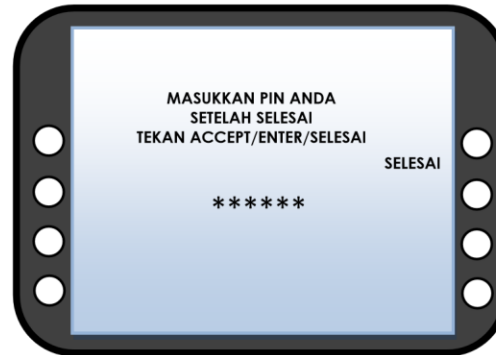 MASUKKAN PIN ANDA
SETELAH SELESAI
TEKAN ACCEPT/ENTER/SELESAI
SELESAI
******